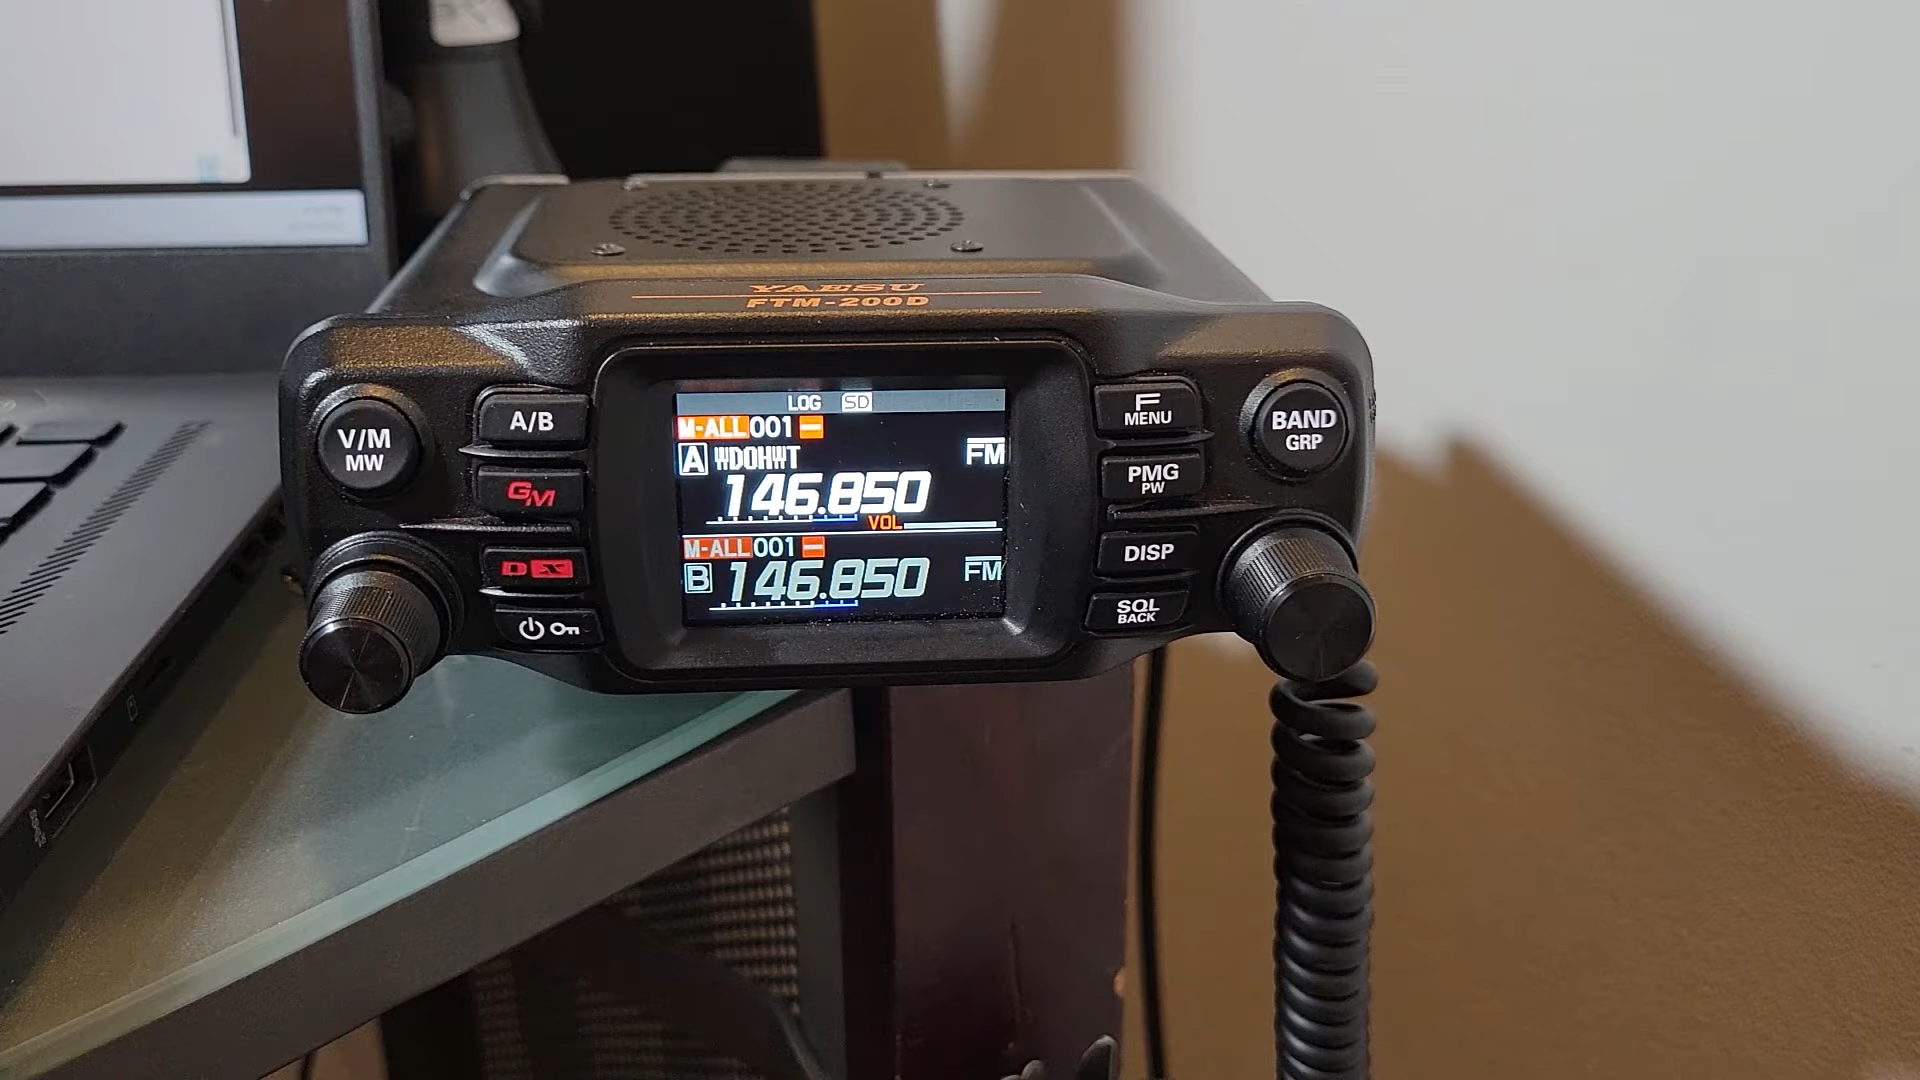 YAESU
FTM-200D
V/M
MW
A/B
GM
DX
LOG SD
M-ALL 001 -
A WD0HWT FM
146.850
VOL
M-ALL 001 -
B 146.850 FM
F
MENU
PMG
PW
DISP
SQL
BACK
BAND
GRP